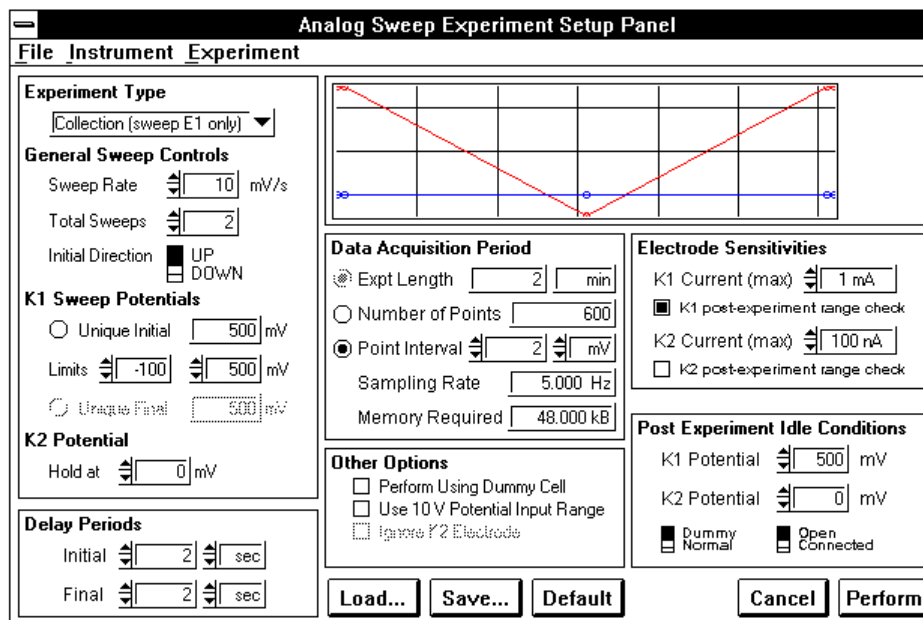 Analog Sweep Experiment Setup Panel
File Instrument Experiment
Experiment Type
Collection (sweep E1 only)
General Sweep Controls
Sweep Rate 10 mV/s
Total Sweeps 2
Initial Direction UP
DOWN
K1 Sweep Potentials
Unique Initial 500 mV
Limits -100 500 mV
Unique Final 500 mV
K2 Potential
Hold at 0 mV
Delay Periods
Initial 2 sec
Final 2 sec
Data Acquisition Period
Expt Length 2 min
Number of Points 600
Point Interval 2 mV
Sampling Rate 5.000 Hz
Memory Required 48.000 kB
Other Options
Perform Using Dummy Cell
Use 10 V Potential Input Range
Ignore K2 Electrode
Electrode Sensitivities
K1 Current (max) 1 mA
K1 post-experiment range check
K2 Current (max) 100 nA
K2 post-experiment range check
Post Experiment Idle Conditions
K1 Potential 500 mV
K2 Potential 0 mV
Dummy Open
Normal Connected
Load... Save... Default Cancel Perform